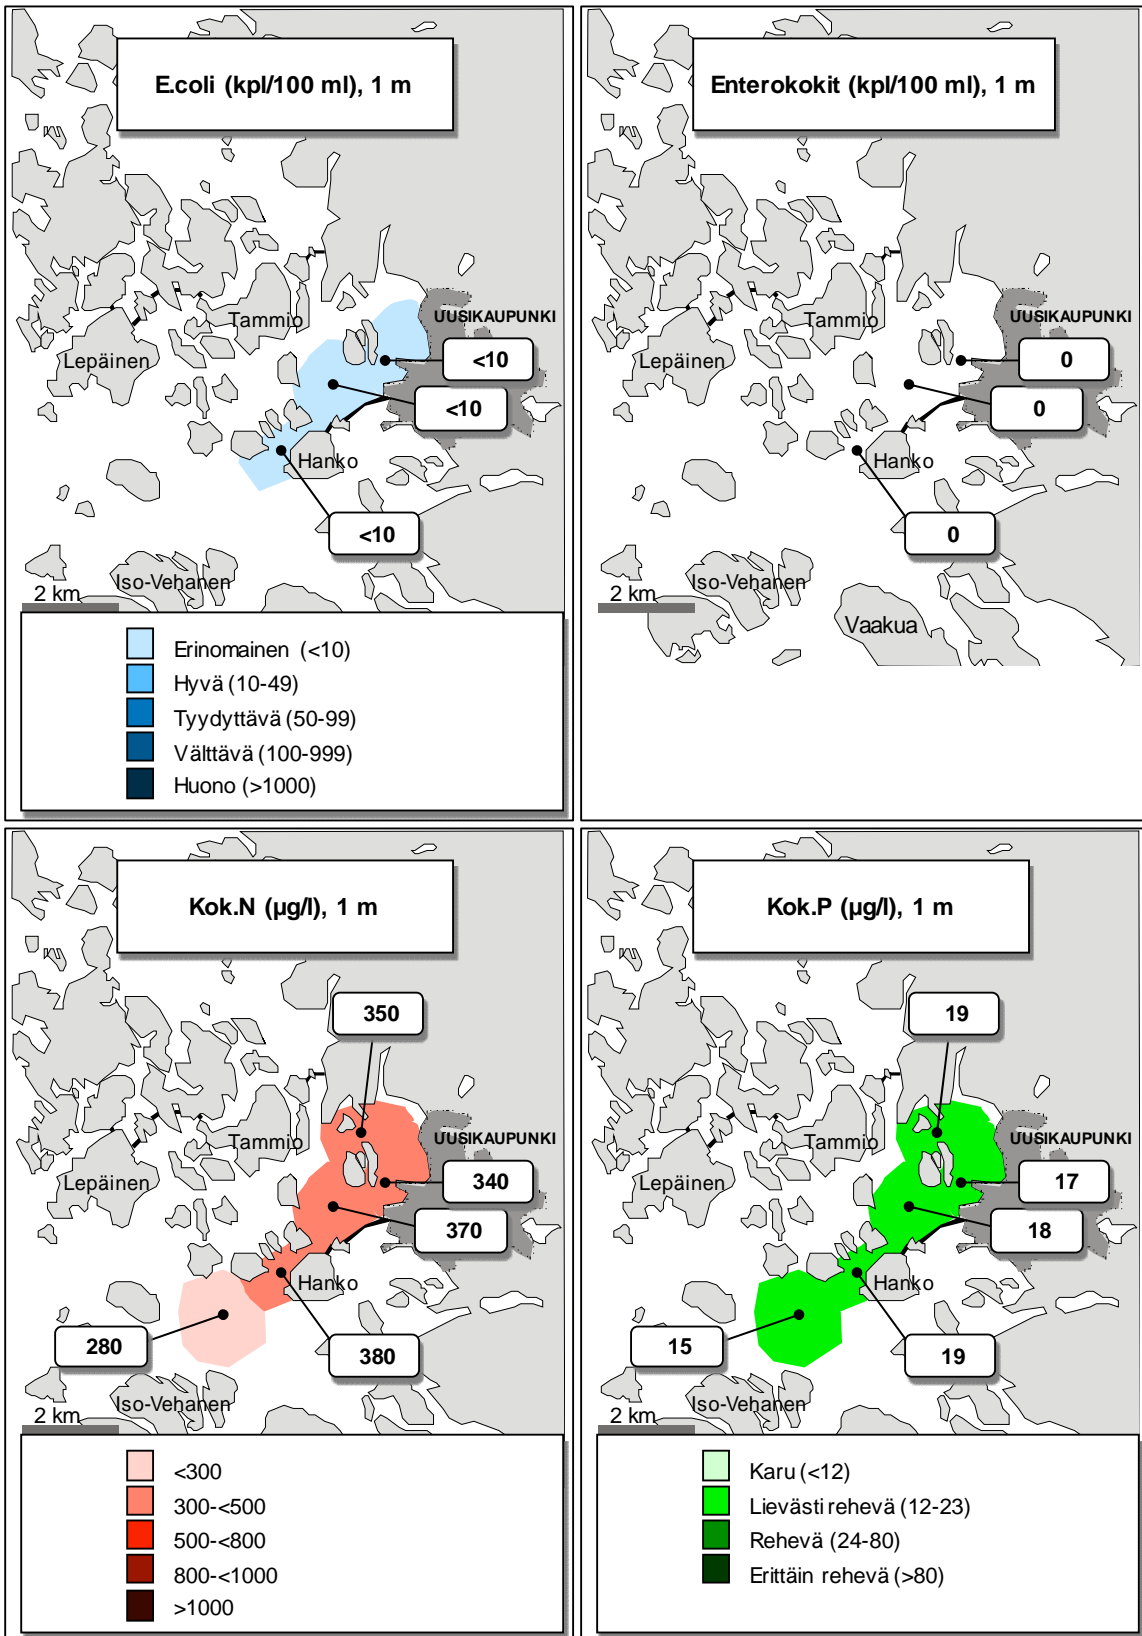 E.coli (kpl/100 ml), 1 m
UUSIKAUPUNKI
Tammio
Lepäinen
<10
<10
Hanko
<10
Iso-Vehanen
2 km
Erinomainen (<10)
Hyvä (10-49)
Tyydyttävä (50-99)
Välttävä (100-999)
Huono (>1000)
Enterokokit (kpl/100 ml), 1 m
UUSIKAUPUNKI
Tammio
Lepäinen
0
0
Hanko
0
Iso-Vehanen
2 km
Vaakua
Kok.N (µg/l), 1 m
350
UUSIKAUPUNKI
Tammio
Lepäinen
340
370
Hanko
280
380
Iso-Vehanen
2 km
<300
300-<500
500-<800
800-<1000
>1000
Kok.P (µg/l), 1 m
19
UUSIKAUPUNKI
Tammio
Lepäinen
17
18
Hanko
15
19
Iso-Vehanen
2 km
Karu (<12)
Lievästi rehevä (12-23)
Rehevä (24-80)
Erittäin rehevä (>80)